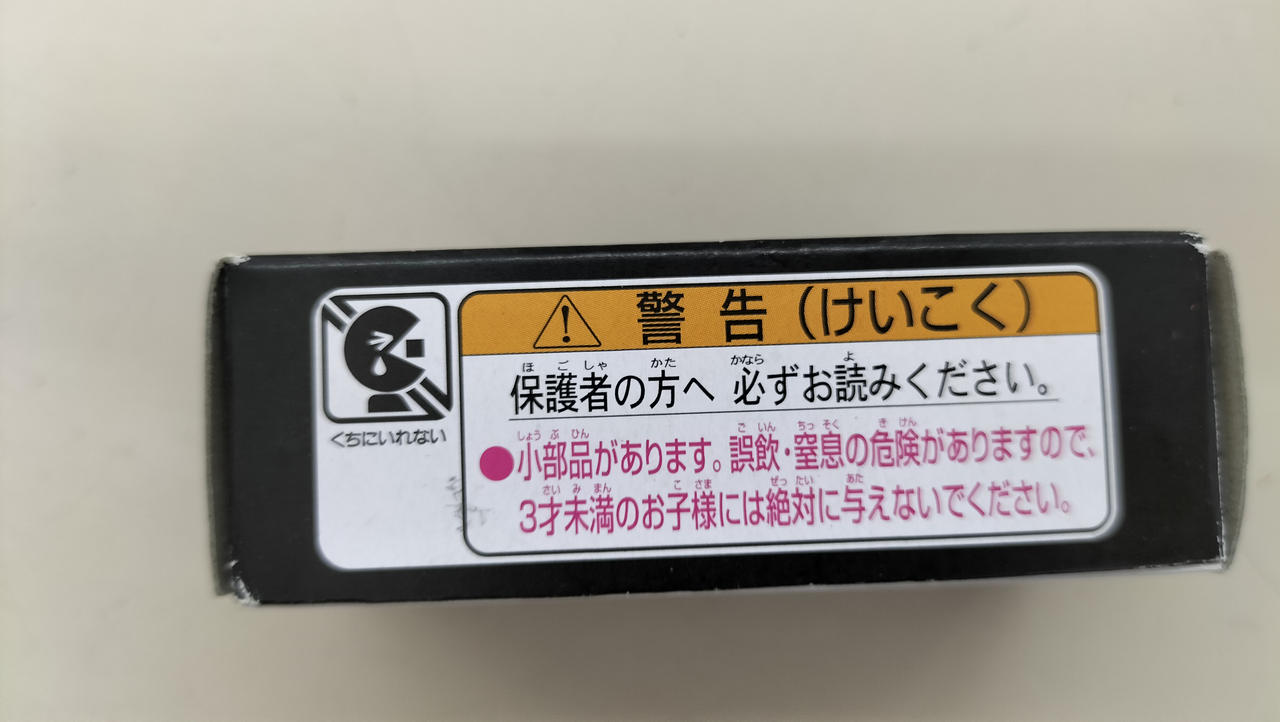 警告(けいこく)
保護者の方へ 必ずお読みください。
●小部品があります。誤飲・窒息の危険がありますので、
3才未満のお子様には絶対に与えないでください。
くちにいれない